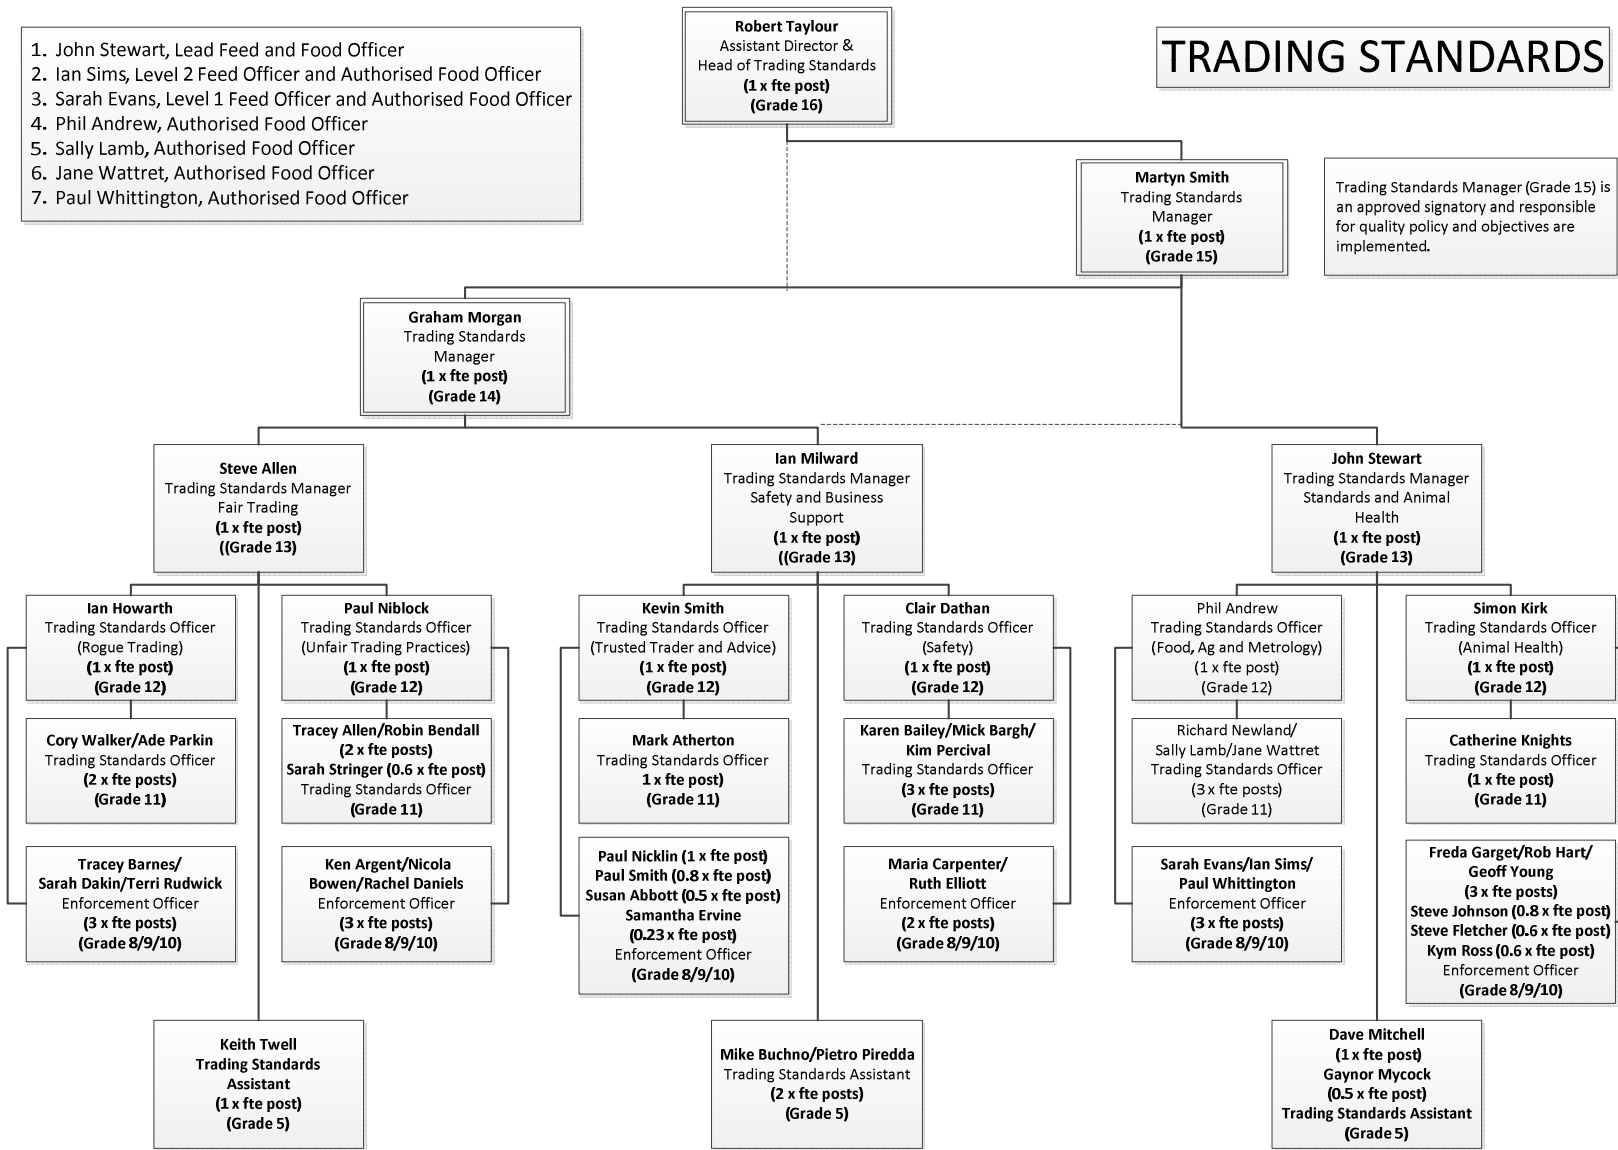 Robert Taylour
Assistant Director &
Head of Trading Standards
(1 x fte post)
(Grade 16)
TRADING STANDARDS
1. John Stewart, Lead Feed and Food Officer
2. Ian Sims, Level 2 Feed Officer and Authorised Food Officer
3. Sarah Evans, Level 1 Feed Officer and Authorised Food Officer
4. Phil Andrew, Authorised Food Officer
5. Sally Lamb, Authorised Food Officer
6. Jane Wattret, Authorised Food Officer
7. Paul Whittington, Authorised Food Officer
Martyn Smith
Trading Standards
Manager
(1 x fte post)
(Grade 15)
Trading Standards Manager (Grade 15) is
an approved signatory and responsible
for quality policy and objectives are
implemented.
Graham Morgan
Trading Standards
Manager
(1 x fte post)
(Grade 14)
Steve Allen
Trading Standards Manager
Fair Trading
(1 x fte post)
((Grade 13)
Ian Milward
Trading Standards Manager
Safety and Business
Support
(1 x fte post)
((Grade 13)
John Stewart
Trading Standards Manager
Standards and Animal
Health
(1 x fte post)
(Grade 13)
Ian Howarth
Trading Standards Officer
(Rogue Trading)
(1 x fte post)
(Grade 12)
Paul Niblock
Trading Standards Officer
(Unfair Trading Practices)
(1 x fte post)
(Grade 12)
Kevin Smith
Trading Standards Officer
(Trusted Trader and Advice)
(1 x fte post)
(Grade 12)
Clair Dathan
Trading Standards Officer
(Safety)
(1 x fte post)
(Grade 12)
Phil Andrew
Trading Standards Officer
(Food, Ag and Metrology)
(1 x fte post)
(Grade 12)
Simon Kirk
Trading Standards Officer
(Animal Health)
(1 x fte post)
(Grade 12)
Cory Walker/Ade Parkin
Trading Standards Officer
(2 x fte posts)
(Grade 11)
Tracey Allen/Robin Bendall
(2 x fte posts)
Sarah Stringer (0.6 x fte post)
Trading Standards Officer
(Grade 11)
Mark Atherton
Trading Standards Officer
1 x fte post)
(Grade 11)
Karen Bailey/Mick Bargh/
Kim Percival
Trading Standards Officer
(3 x fte posts)
(Grade 11)
Richard Newland/
Sally Lamb/Jane Wattret
Trading Standards Officer
(3 x fte posts)
(Grade 11)
Catherine Knights
Trading Standards Officer
(1 x fte post)
(Grade 11)
Tracey Barnes/
Sarah Dakin/Terri Rudwick
Enforcement Officer
(3 x fte posts)
(Grade 8/9/10)
Ken Argent/Nicola
Bowen/Rachel Daniels
Enforcement Officer
(3 x fte posts)
(Grade 8/9/10)
Paul Nicklin (1 x fte post)
Paul Smith (0.8 x fte post)
Susan Abbott (0.5 x fte post)
Samantha Ervine
(0.23 x fte post)
Enforcement Officer
(Grade 8/9/10)
Maria Carpenter/
Ruth Elliott
Enforcement Officer
(2 x fte posts)
(Grade 8/9/10)
Sarah Evans/Ian Sims/
Paul Whittington
Enforcement Officer
(3 x fte posts)
(Grade 8/9/10)
Freda Garget/Rob Hart/
Geoff Young
(3 x fte posts)
Steve Johnson (0.8 x fte post)
Steve Fletcher (0.6 x fte post)
Kym Ross (0.6 x fte post)
Enforcement Officer
(Grade 8/9/10)
Keith Twell
Trading Standards
Assistant
(1 x fte post)
(Grade 5)
Mike Buchno/Pietro Piredda
Trading Standards Assistant
(2 x fte posts)
(Grade 5)
Dave Mitchell
(1 x fte post)
Gaynor Mycock
(0.5 x fte post)
Trading Standards Assistant
(Grade 5)